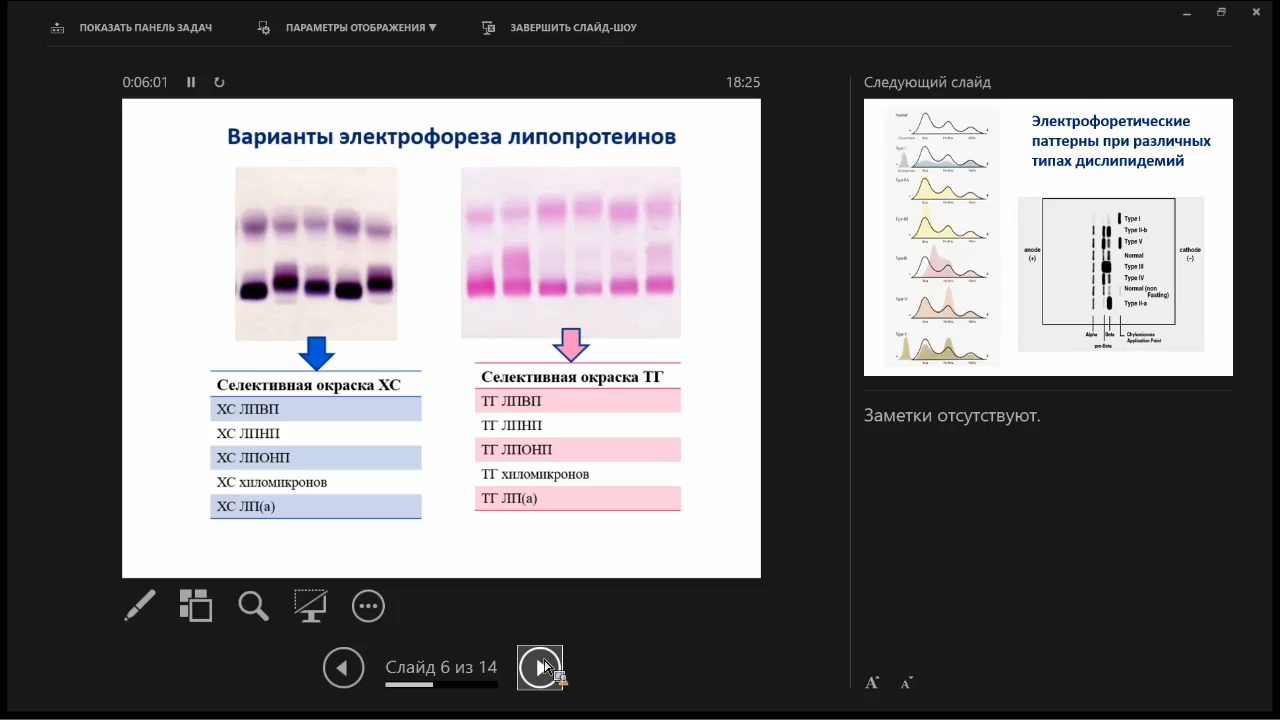 ПОКАЗАТЬ ПАНЕЛЬ ЗАДАЧ
ПАРАМЕТРЫ ОТОБРАЖЕНИЯ ▼
ЗАВЕРШИТЬ СЛАЙД-ШОУ
0:06:01
18:25
Варианты электрофореза липопротеинов
Селективная окраска ХС
ХС ЛПВП
ХС ЛПНП
ХС ЛПОНП
ХС хиломикронов
ХС ЛП(а)
Селективная окраска ТГ
ТГ ЛПВП
ТГ ЛПНП
ТГ ЛПОНП
ТГ хиломикронов
ТГ ЛП(а)
Слайд 6 из 14
Следующий слайд
Электрофоретические
паттерны при различных
типах дислипидемий
Normal
anode
(+)
cathode
(−)
Type I
Type II-b
Type V
Normal
Type III
Type IV
Normal (non
Fasting)
Type II-a
Alpha
Beta
Chylomicrons
Application Point
pre-Beta
Заметки отсутствуют.
A A